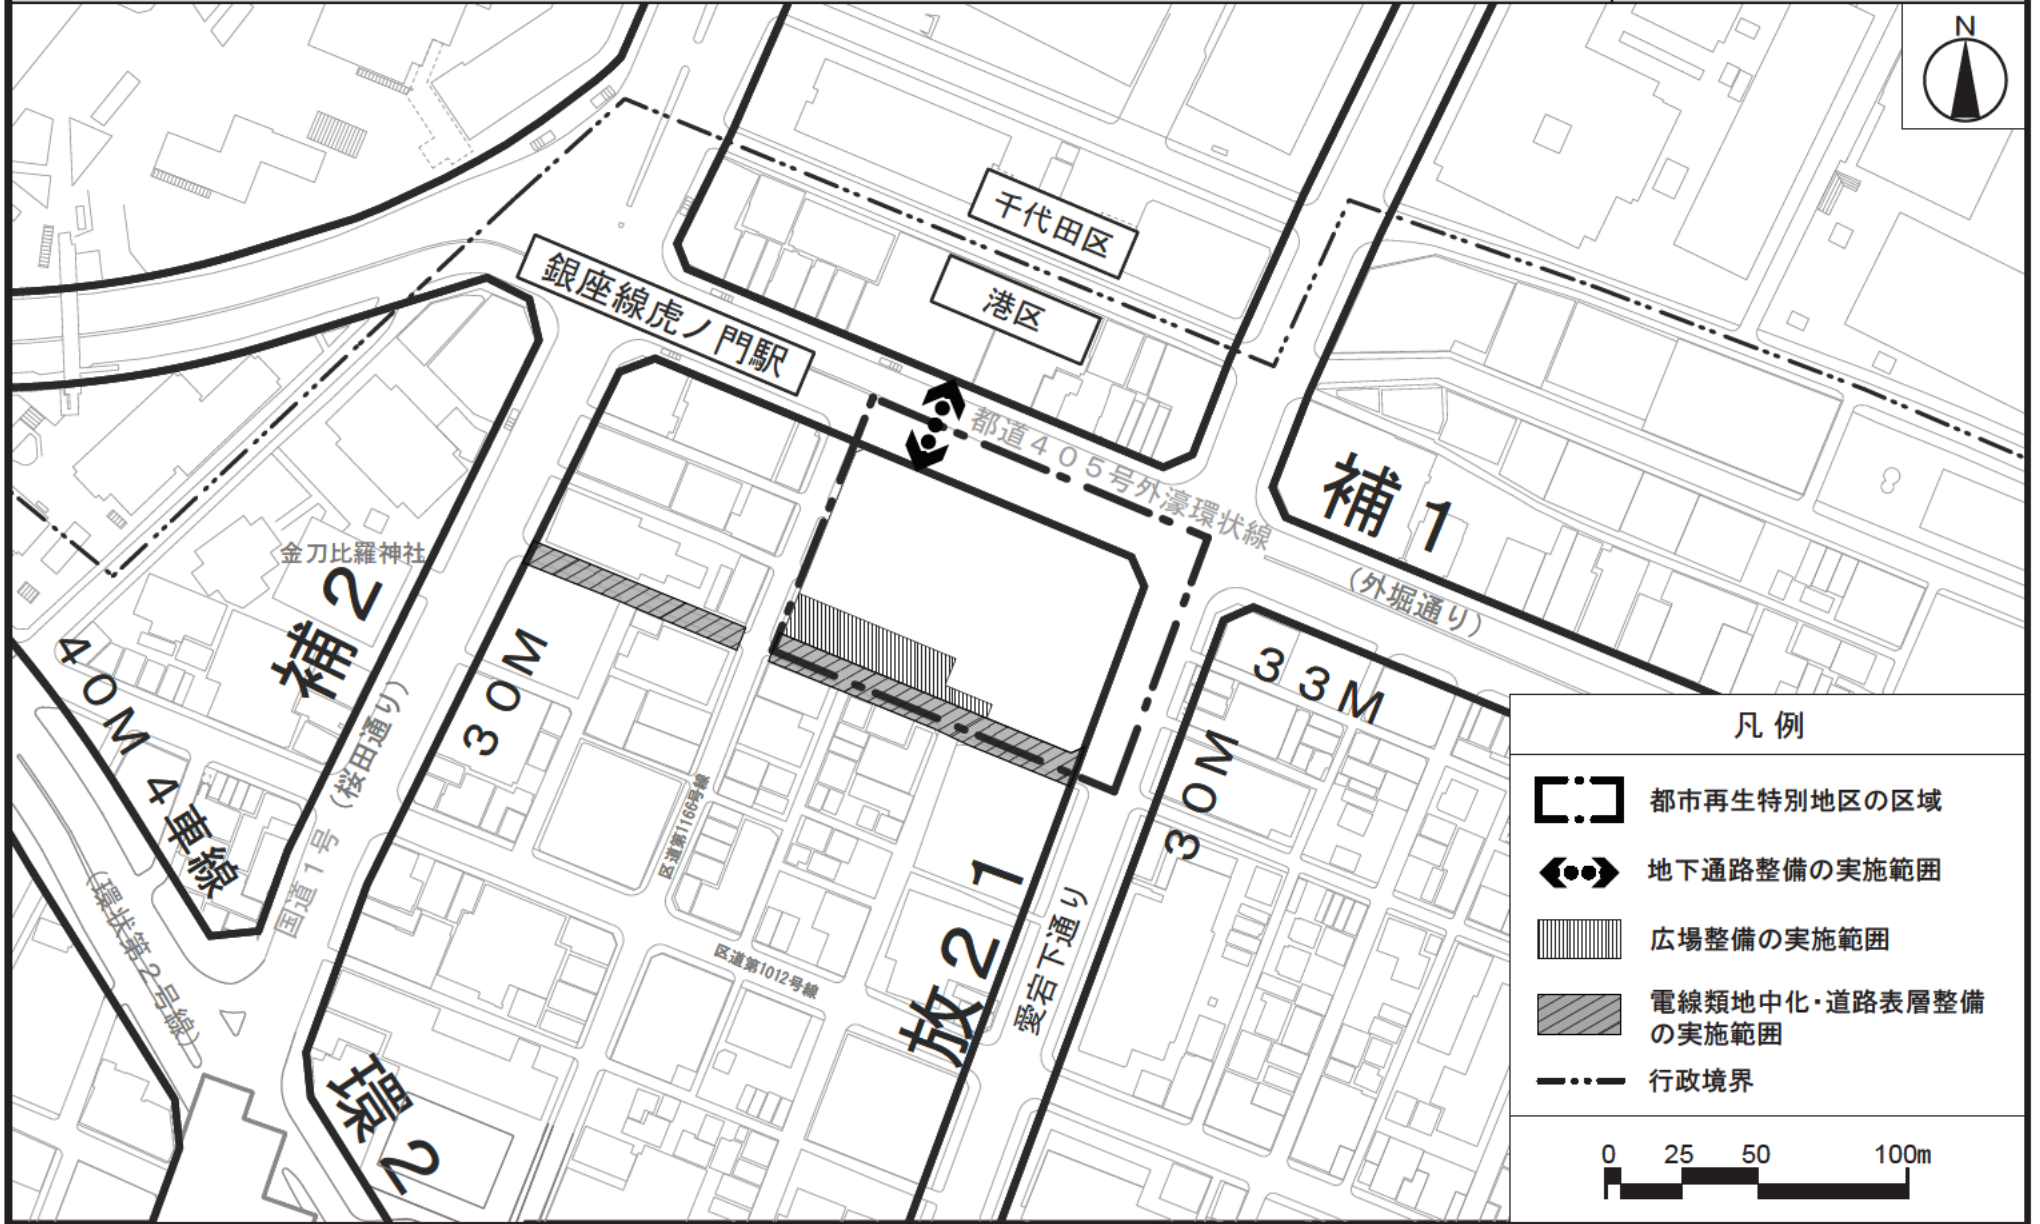 N
千代田区
港区
銀座線虎ノ門駅
都道405号外濠環状線
補1
(外堀通り)
金刀比羅神社
補2
40M 4車線
30M
33M
30M
国道1号 (桜田通り)
区道第1166号線
(環状第2号線)
区道第1012号線
放21
愛宕下通り
環2
凡例
都市再生特別地区の区域
地下通路整備の実施範囲
広場整備の実施範囲
電線類地中化・道路表層整備
の実施範囲
行政境界
0 25 50 100m